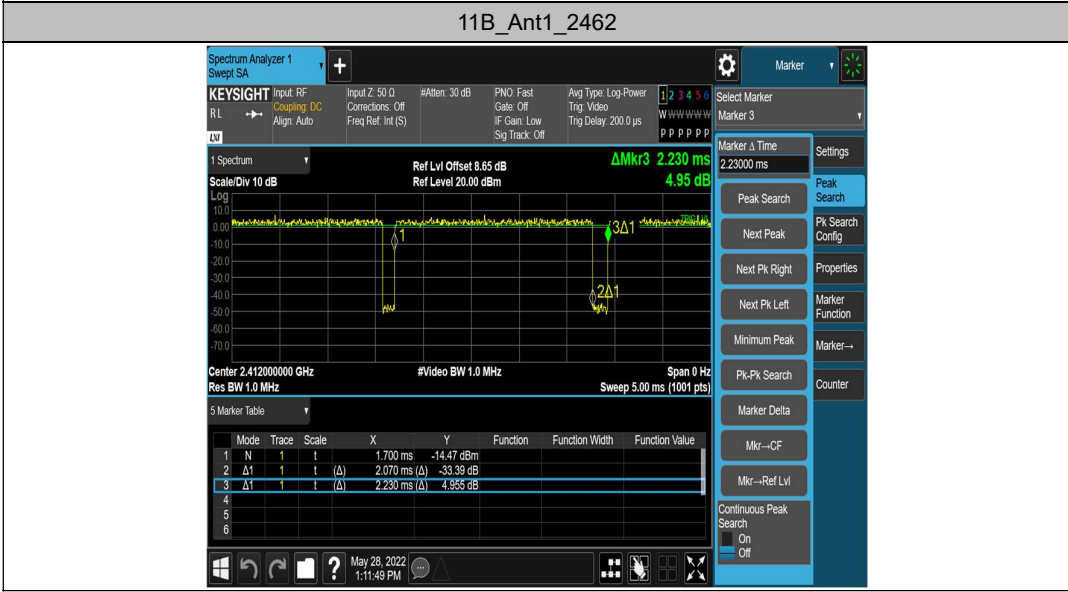 11B_Ant1_2462
Spectrum Analyzer 1
Swept SA
+
Marker
KEYSIGHT
RL
LXI
Input: RF
Coupling: DC
Align: Auto
Input Z: 50 Ω
Corrections: Off
Freq Ref: Int (S)
#Atten: 30 dB
PNO: Fast
Gate: Off
IF Gain: Low
Sig Track: Off
Avg Type: Log-Power
Trig: Video
Trig Delay: 200.0 µs
1 2 3 4 5 6
W W W W W W
P P P P P P
Select Marker
Marker 3
1 Spectrum
Scale/Div 10 dB
Ref Lvl Offset 8.65 dB
Ref Level 20.00 dBm
ΔMkr3 2.230 ms
4.95 dB
Log
10.0
0.00
-10.0
-20.0
-30.0
-40.0
-50.0
-60.0
-70.0
TRIG LVL
1
3Δ1
2Δ1
Center 2.412000000 GHz
Res BW 1.0 MHz
#Video BW 1.0 MHz
Span 0 Hz
Sweep 5.00 ms (1001 pts)
5 Marker Table
Mode Trace Scale X Y Function Function Width Function Value
1 N 1 t 1.700 ms -14.47 dBm
2 Δ1 1 t (Δ) 2.070 ms (Δ) -33.39 dB
3 Δ1 1 t (Δ) 2.230 ms (Δ) 4.955 dB
4
5
6
Marker Δ Time
2.23000 ms
Peak Search
Next Peak
Next Pk Right
Next Pk Left
Minimum Peak
Pk-Pk Search
Marker Delta
Mkr→CF
Mkr→Ref Lvl
Continuous Peak
Search
On
Off
Settings
Peak
Search
Pk Search
Config
Properties
Marker
Function
Marker→
Counter
?
May 28, 2022
1:11:49 PM